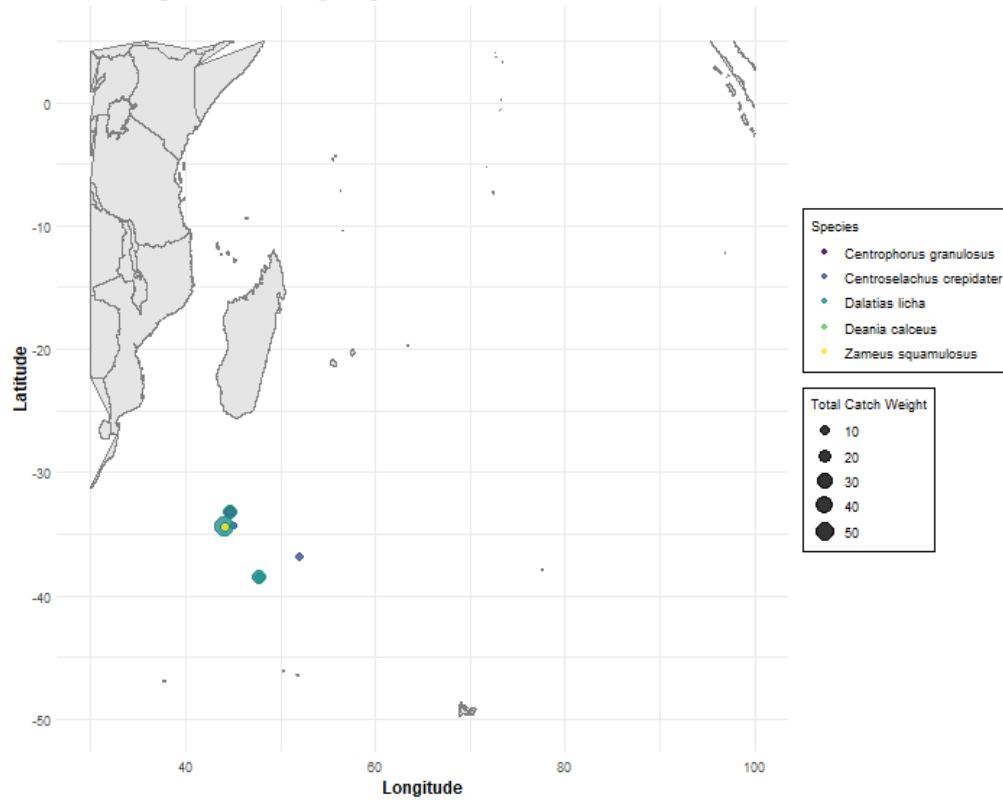 0
-10
-20
-30
-40
-50
Latitude
40
60
80
100
Longitude
Species
Centrophorus granulosus
Centroselachus crepidater
Dalatias licha
Deania calceus
Zameus squamulosus
Total Catch Weight
10
20
30
40
50